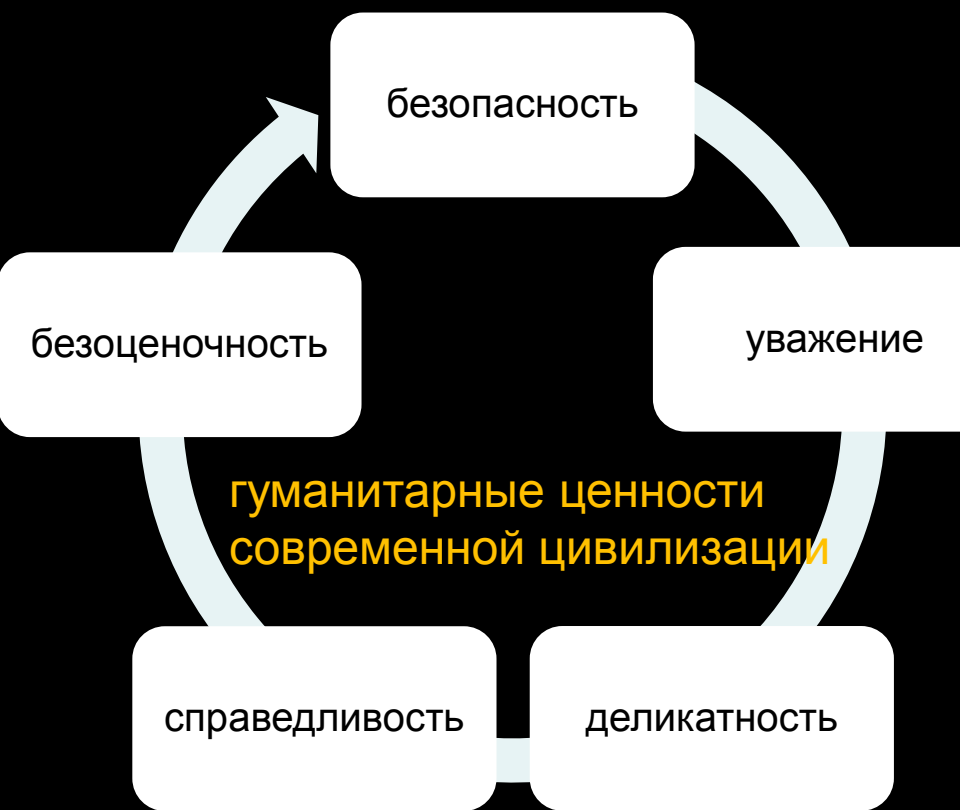 безопасность
уважение
безоценочность
гуманитарные ценности
современной цивилизации
справедливость
деликатность